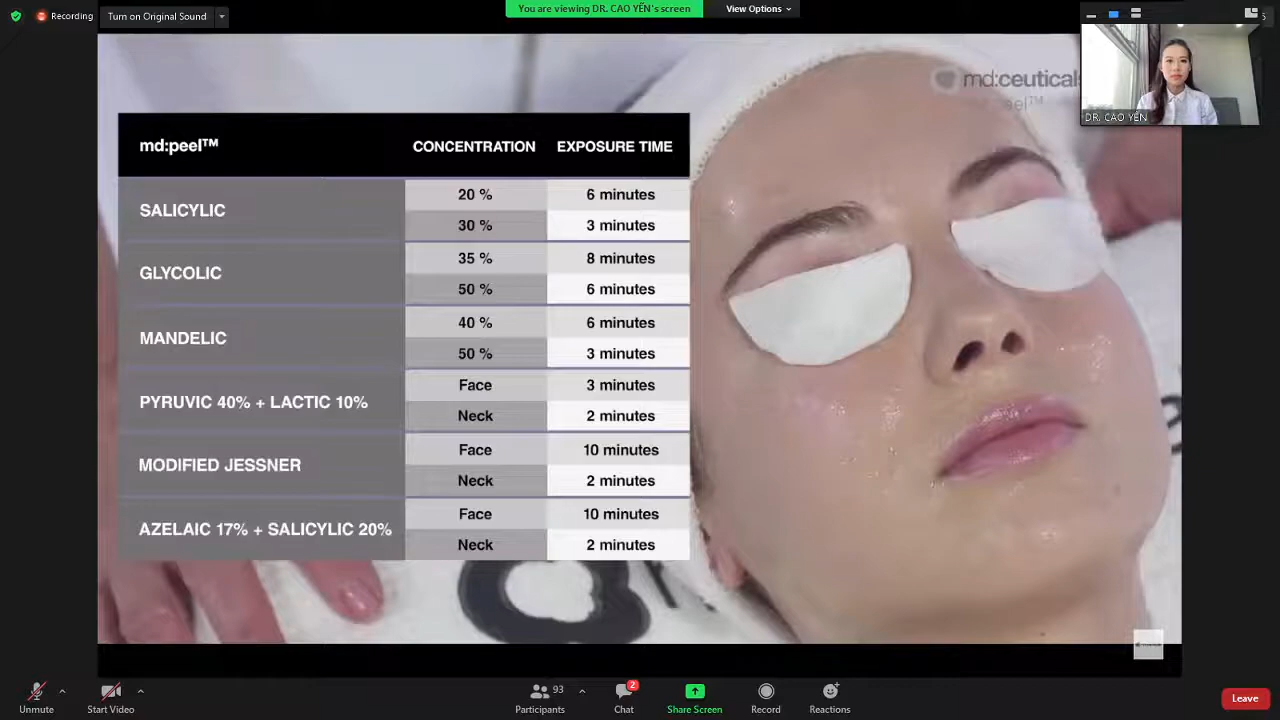 Recording
Turn on Original Sound
You are viewing DR. CAO YẾN's screen
View Options
md:ceuticals
DR. CAO YẾN
md:peel™ CONCENTRATION EXPOSURE TIME
SALICYLIC
20 % 6 minutes
30 % 3 minutes
GLYCOLIC
35 % 8 minutes
50 % 6 minutes
MANDELIC
40 % 6 minutes
50 % 3 minutes
PYRUVIC 40% + LACTIC 10%
Face 3 minutes
Neck 2 minutes
MODIFIED JESSNER
Face 10 minutes
Neck 2 minutes
AZELAIC 17% + SALICYLIC 20%
Face 10 minutes
Neck 2 minutes
Unmute
Start Video
93
Participants
2
Chat
Share Screen
Record
Reactions
Leave